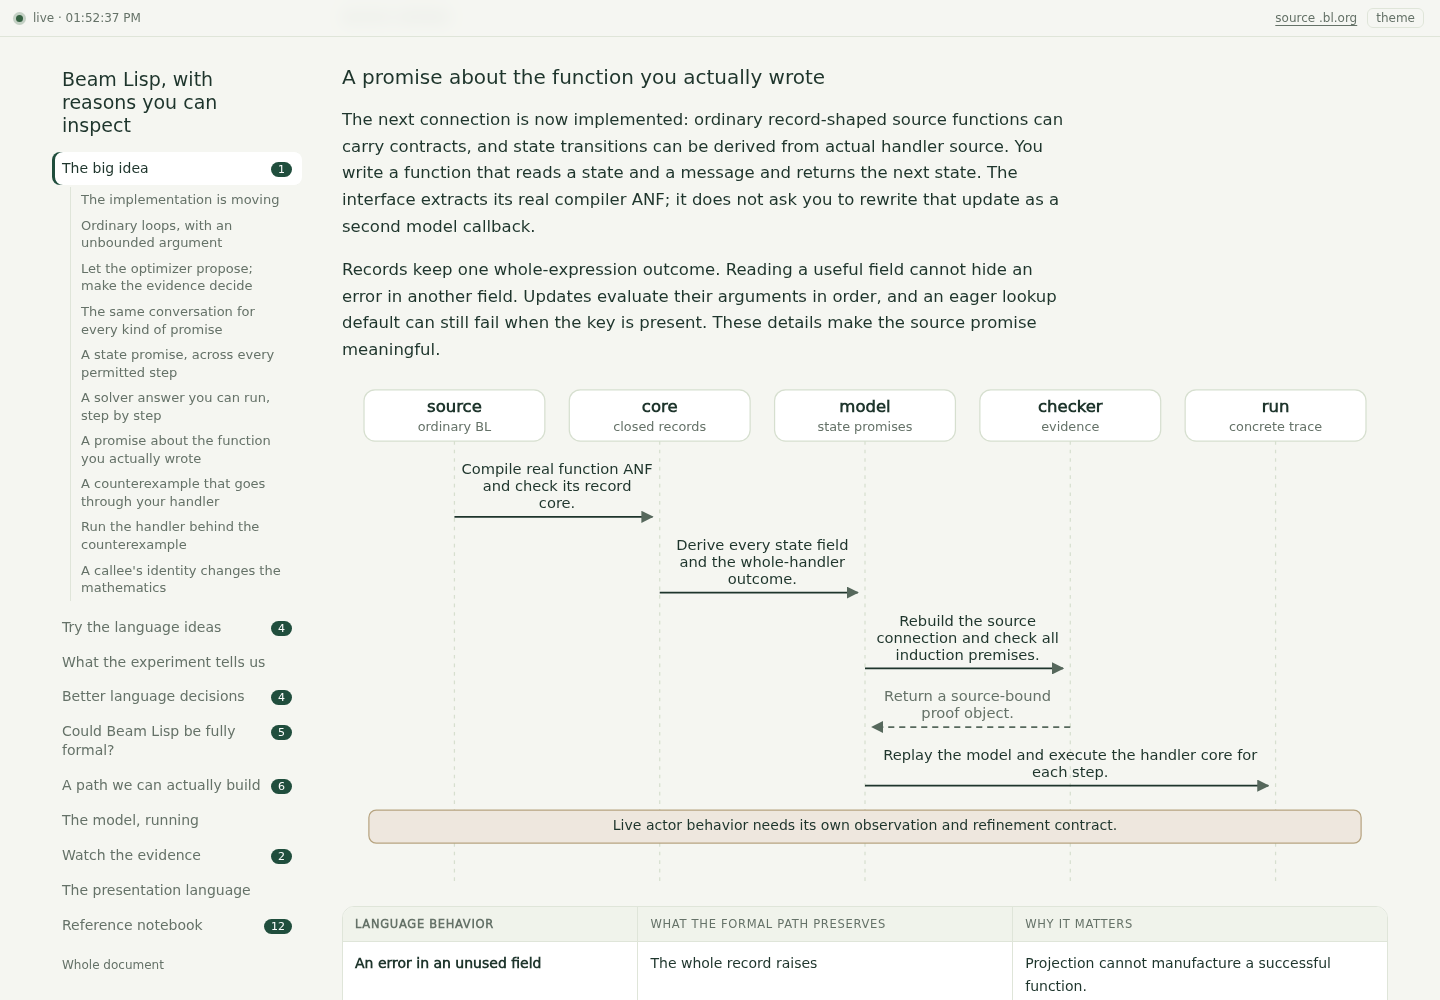 live · 01:52:37 PM
source .bl.org
theme
Beam Lisp, with
reasons you can
inspect
The big idea
1
The implementation is moving
Ordinary loops, with an
unbounded argument
Let the optimizer propose;
make the evidence decide
The same conversation for
every kind of promise
A state promise, across every
permitted step
A solver answer you can run,
step by step
A promise about the function
you actually wrote
A counterexample that goes
through your handler
Run the handler behind the
counterexample
A callee's identity changes the
mathematics
Try the language ideas
4
What the experiment tells us
Better language decisions
4
Could Beam Lisp be fully
formal?
5
A path we can actually build
6
The model, running
Watch the evidence
2
The presentation language
Reference notebook
12
Whole document
A promise about the function you actually wrote
The next connection is now implemented: ordinary record-shaped source functions can
carry contracts, and state transitions can be derived from actual handler source. You
write a function that reads a state and a message and returns the next state. The
interface extracts its real compiler ANF; it does not ask you to rewrite that update as a
second model callback.
Records keep one whole-expression outcome. Reading a useful field cannot hide an
error in another field. Updates evaluate their arguments in order, and an eager lookup
default can still fail when the key is present. These details make the source promise
meaningful.
source
ordinary BL
core
closed records
model
state promises
checker
evidence
run
concrete trace
Compile real function ANF
and check its record
core.
Derive every state field
and the whole-handler
outcome.
Rebuild the source
connection and check all
induction premises.
Return a source-bound
proof object.
Replay the model and execute the handler core for
each step.
Live actor behavior needs its own observation and refinement contract.
LANGUAGE BEHAVIOR
WHAT THE FORMAL PATH PRESERVES
WHY IT MATTERS
An error in an unused field
The whole record raises
Projection cannot manufacture a successful
function.